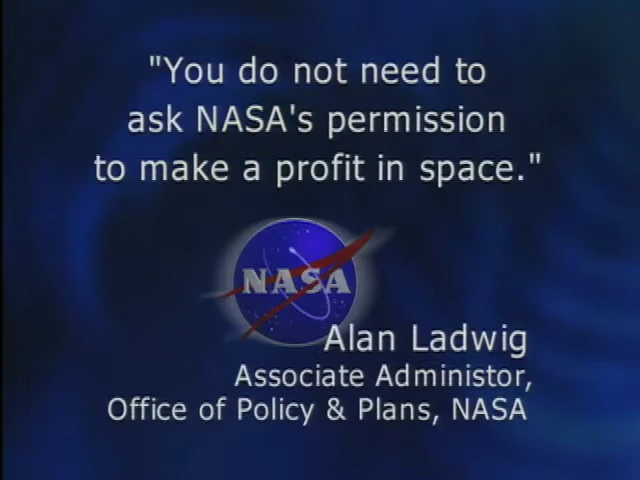 "You do not need to
ask NASA's permission
to make a profit in space."
NASA
Alan Ladwig
Associate Administor,
Office of Policy & Plans, NASA